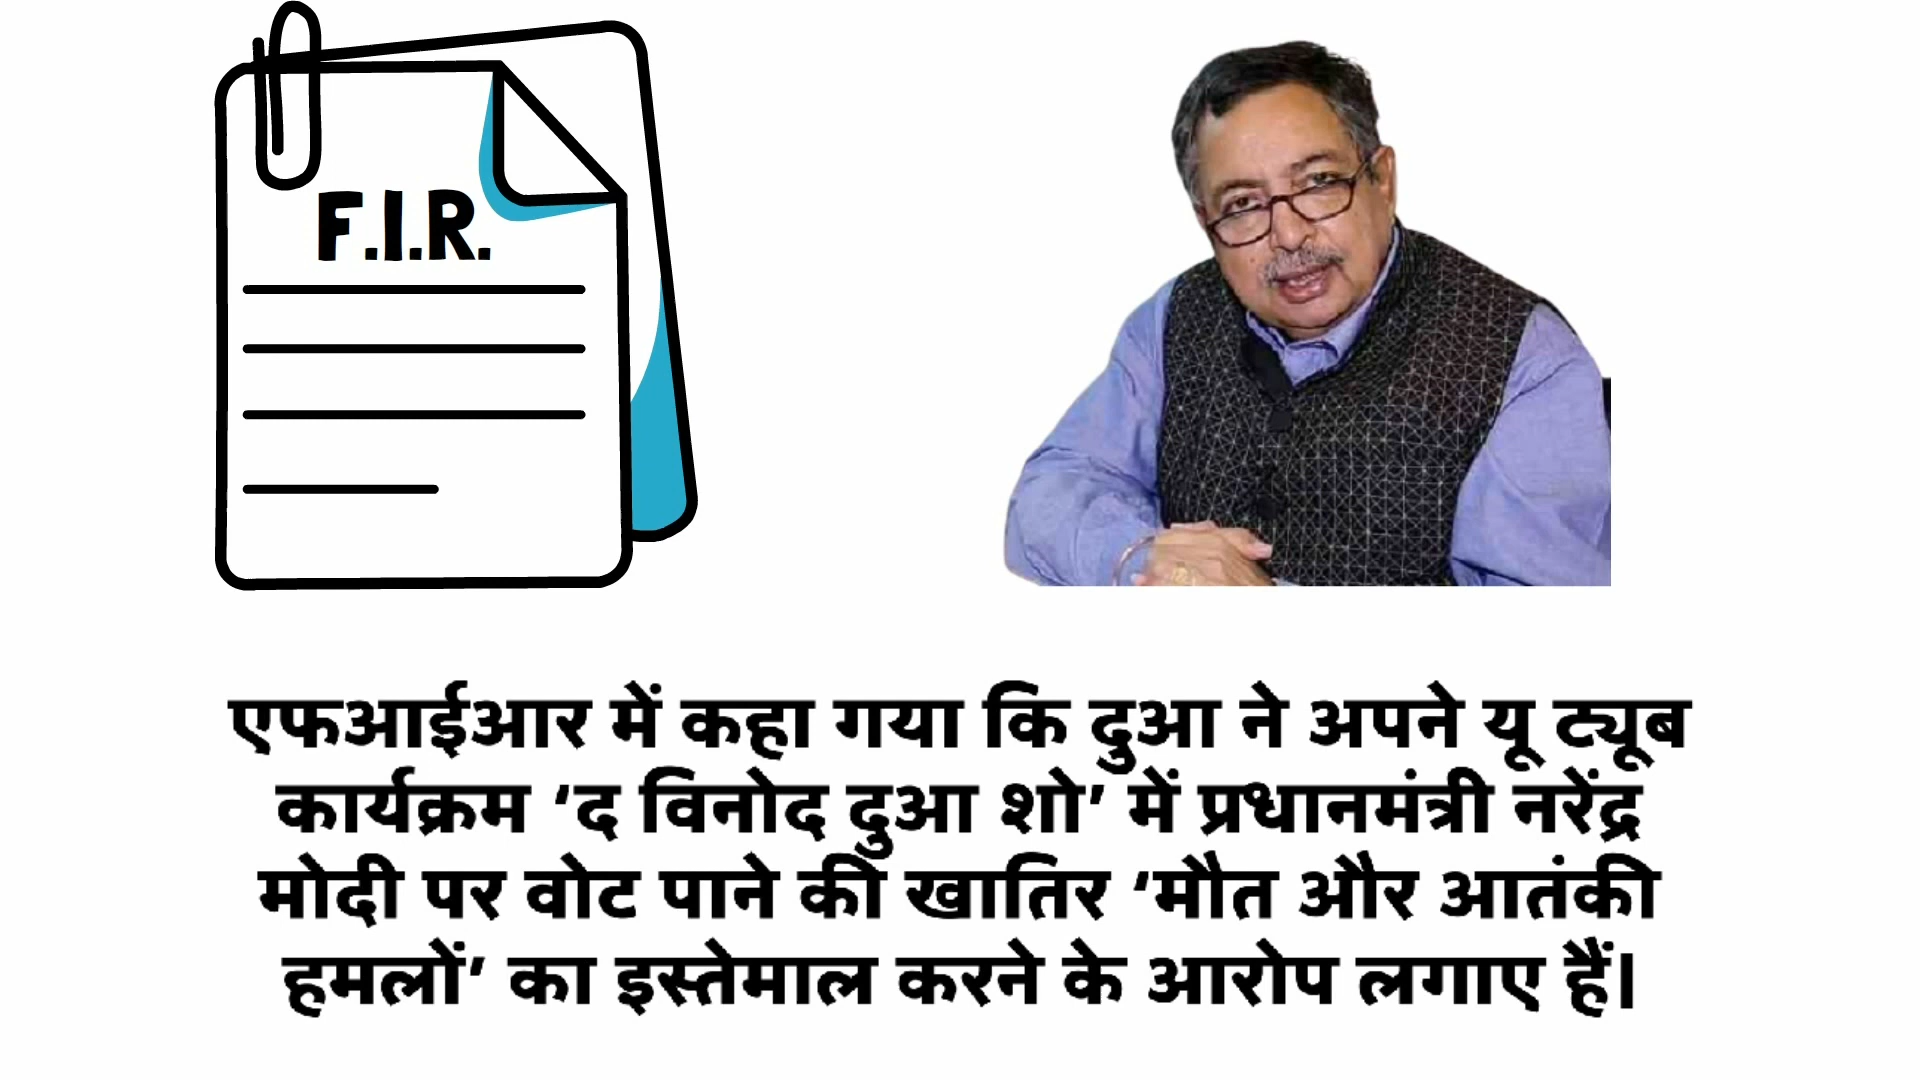 F.I.R.
एफआईआर में कहा गया कि दुआ ने अपने यू ट्यूब
कार्यक्रम ‘द विनोद दुआ शो’ में प्रधानमंत्री नरेंद्र
मोदी पर वोट पाने की खातिर ‘मौत और आतंकी
हमलों’ का इस्तेमाल करने के आरोप लगाए हैं।